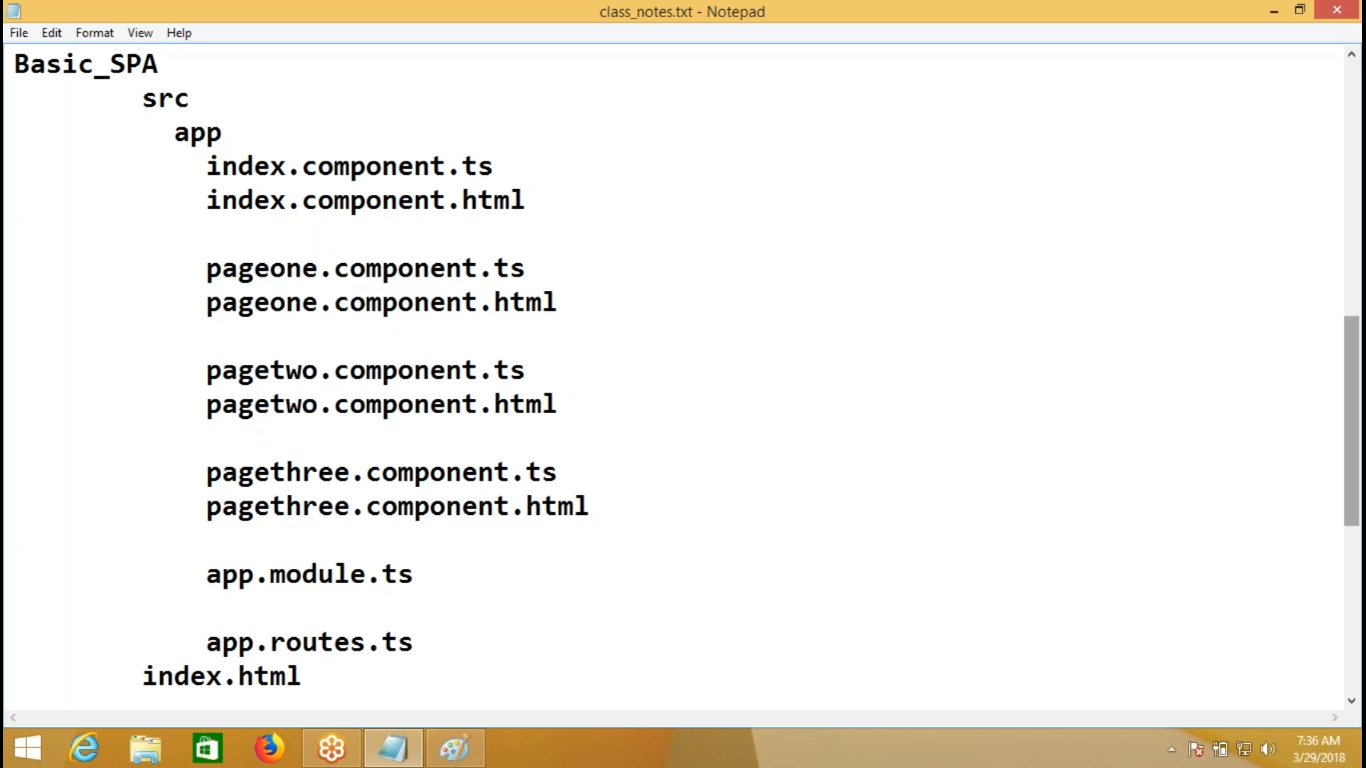 class_notes.txt - Notepad
File Edit Format View Help
Basic_SPA
src
app
index.component.ts
index.component.html
pageone.component.ts
pageone.component.html
pagetwo.component.ts
pagetwo.component.html
pagethree.component.ts
pagethree.component.html
app.module.ts
app.routes.ts
index.html
7:36 AM
3/29/2018